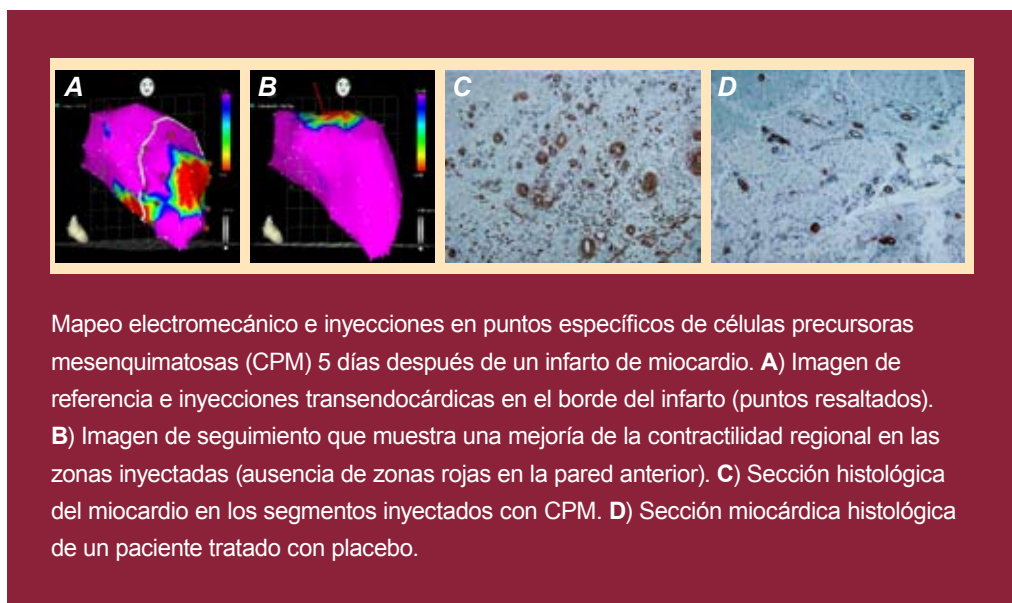 A B C D
Mapeo electromecánico e inyecciones en puntos específicos de células precursoras
mesenquimatosas (CPM) 5 días después de un infarto de miocardio. A) Imagen de
referencia e inyecciones transendocárdicas en el borde del infarto (puntos resaltados).
B) Imagen de seguimiento que muestra una mejoría de la contractilidad regional en las
zonas inyectadas (ausencia de zonas rojas en la pared anterior). C) Sección histológica
del miocardio en los segmentos inyectados con CPM. D) Sección miocárdica histológica
de un paciente tratado con placebo.